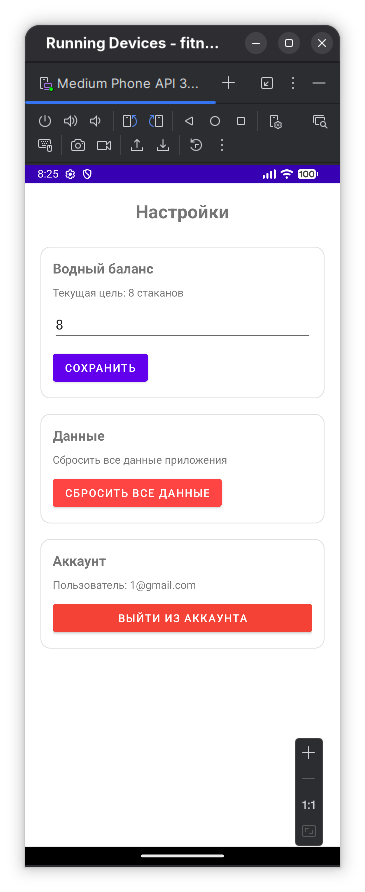 Running Devices - fitn...
Medium Phone API 3...
8:25
100
Настройки
Водный баланс
Текущая цель: 8 стаканов
8
СОХРАНИТЬ
Данные
Сбросить все данные приложения
СБРОСИТЬ ВСЕ ДАННЫЕ
Аккаунт
Пользователь: 1@gmail.com
ВЫЙТИ ИЗ АККАУНТА
1:1